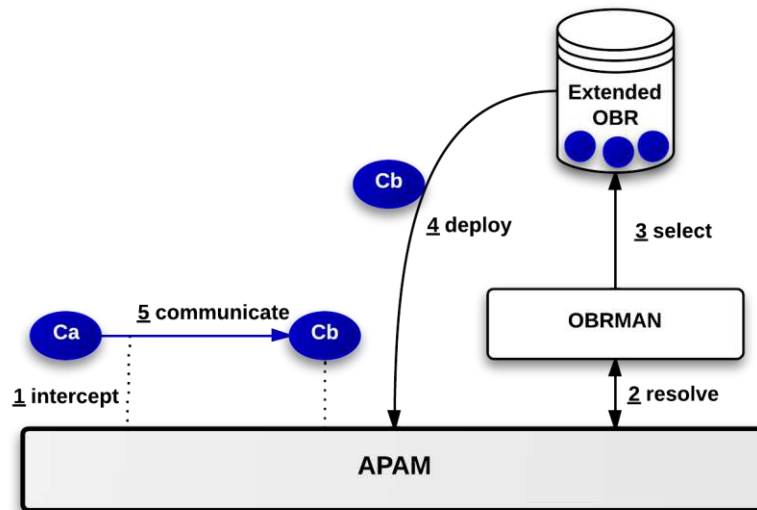 Extended
OBR
Cb
4 deploy
3 select
5 communicate
OBRMAN
Ca
Cb
1 intercept
2 resolve
APAM